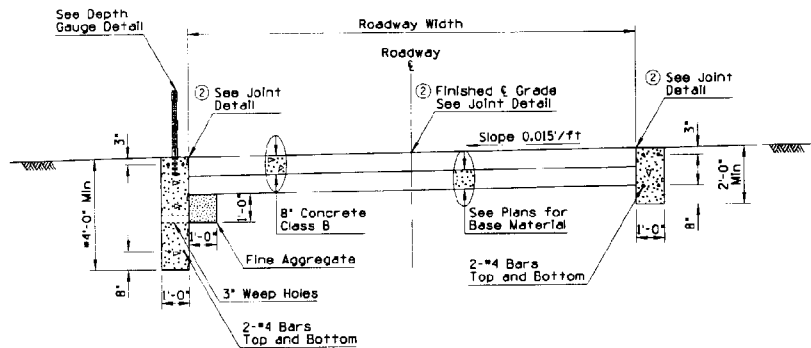 See Depth
Gauge Detail
Roadway Width
Roadway
℄
② See Joint
Detail
② Finished ℄ Grade
See Joint Detail
② See Joint
Detail
Slope 0.015'/ft
3"
3"
*4'-0" Min
1'-0"
1'-0"
8" Concrete
Class B
See Plans for
Base Material
2'-0"
Min
8"
1'-0"
Fine Aggregate
2-#4 Bars
Top and Bottom
8"
1'-0"
3" Weep Holes
2-#4 Bars
Top and Bottom